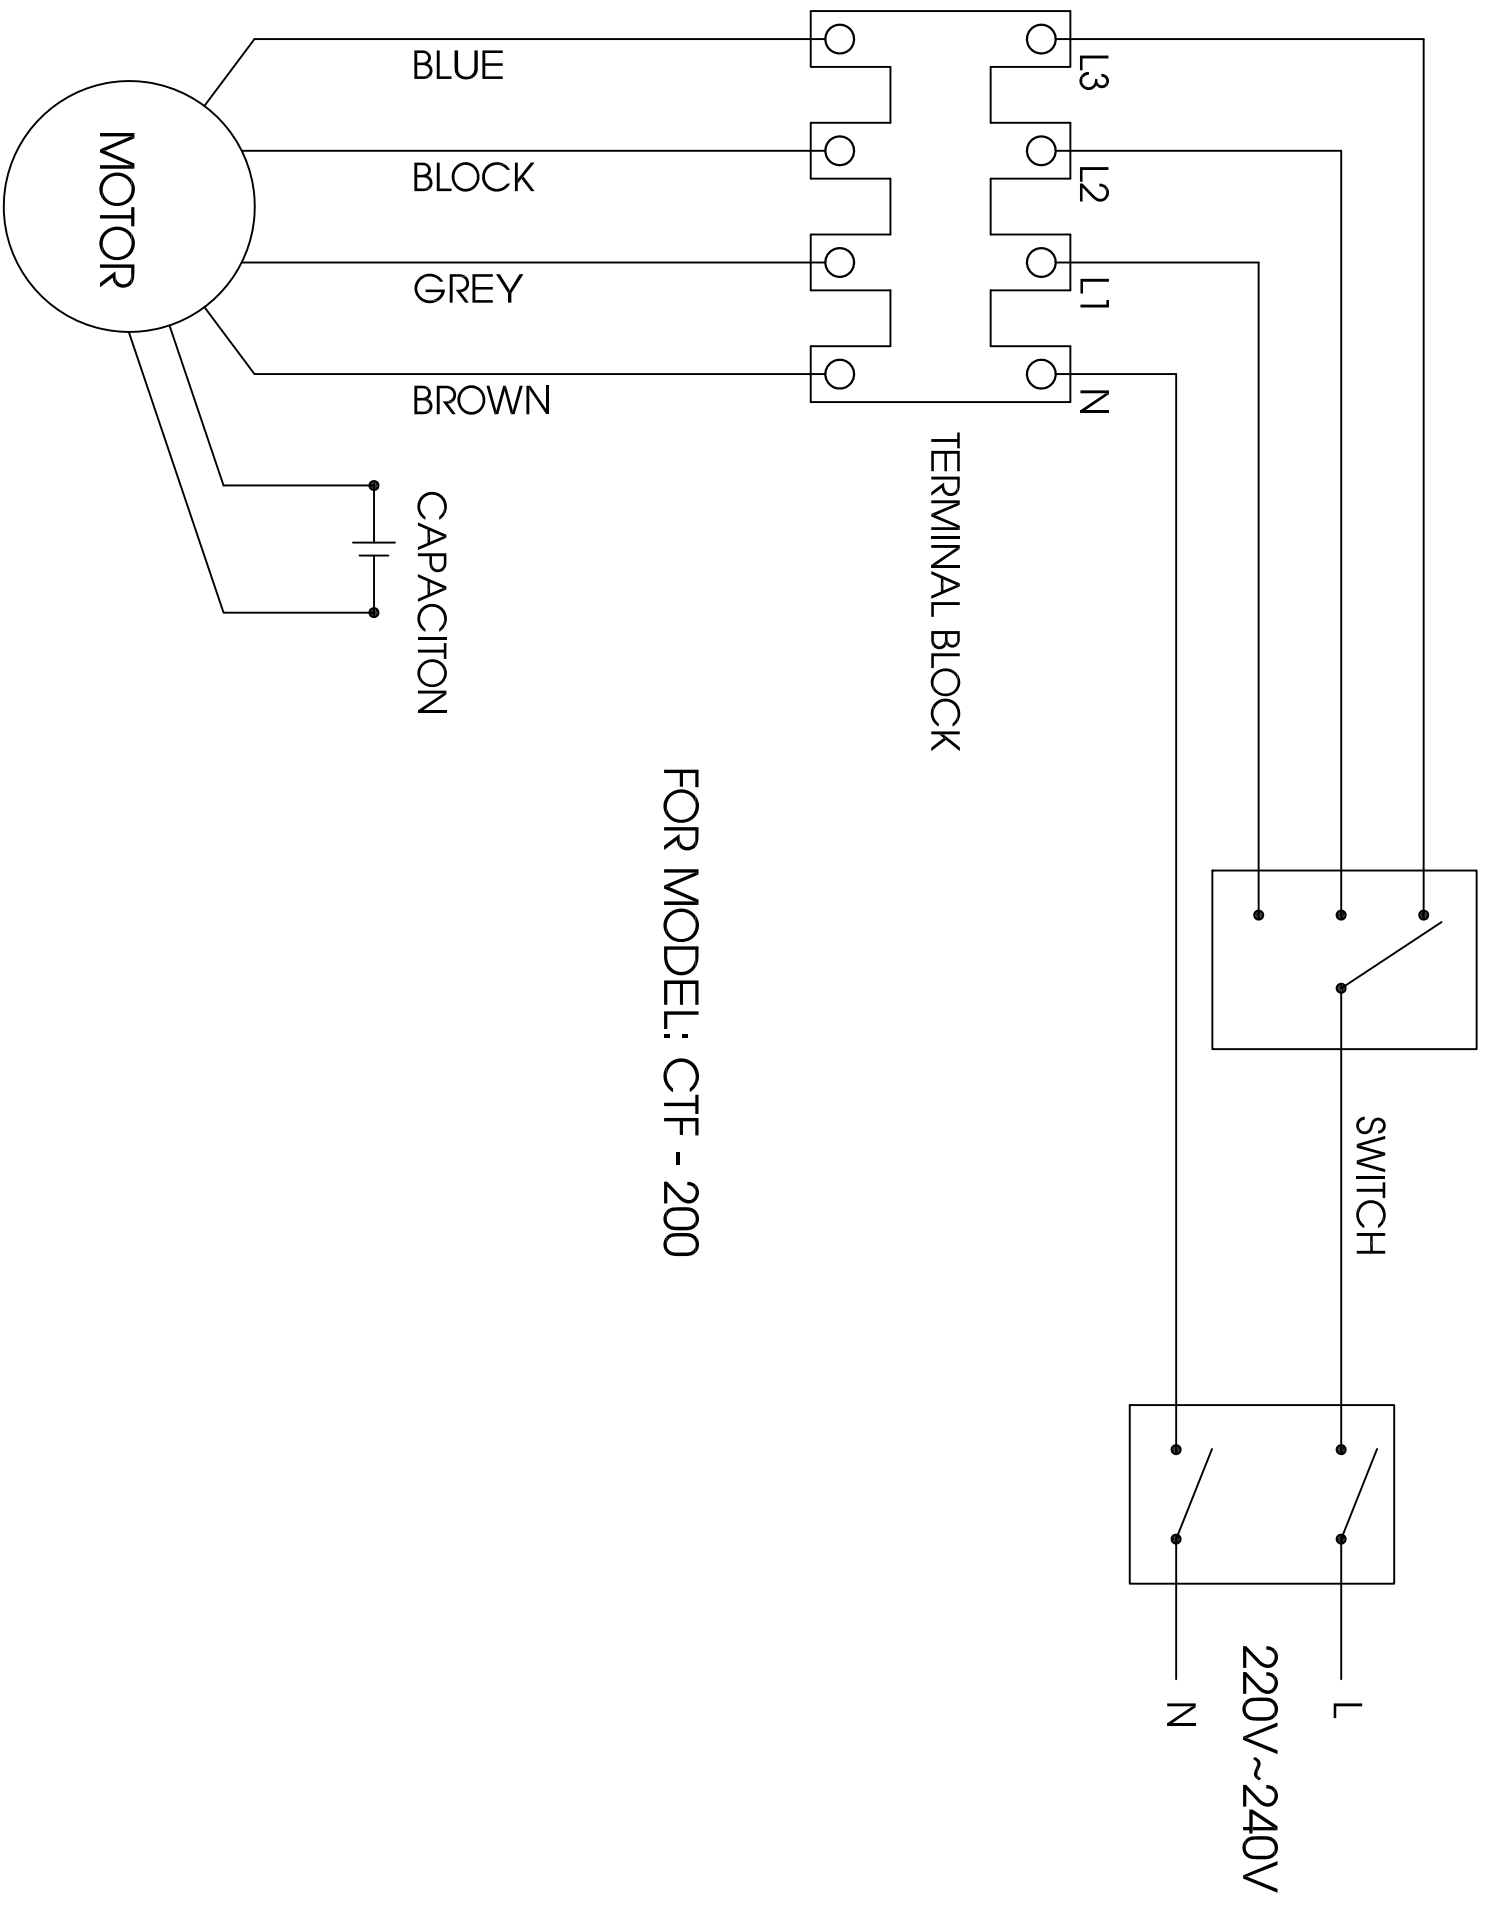 BLUE
BLOCK
GREY
BROWN
MOTOR
L3
L2
L1
N
CAPACITON
TERMINAL BLOCK
FOR MODEL: CTF - 200
SWITCH
L
220V~240V
N